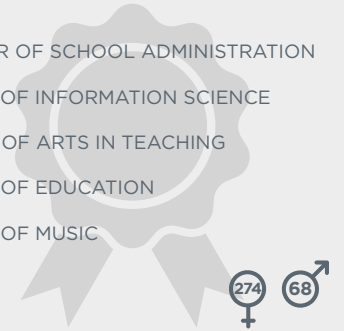 R OF SCHOOL ADMINISTRATION
OF INFORMATION SCIENCE
OF ARTS IN TEACHING
OF EDUCATION
OF MUSIC
274 68